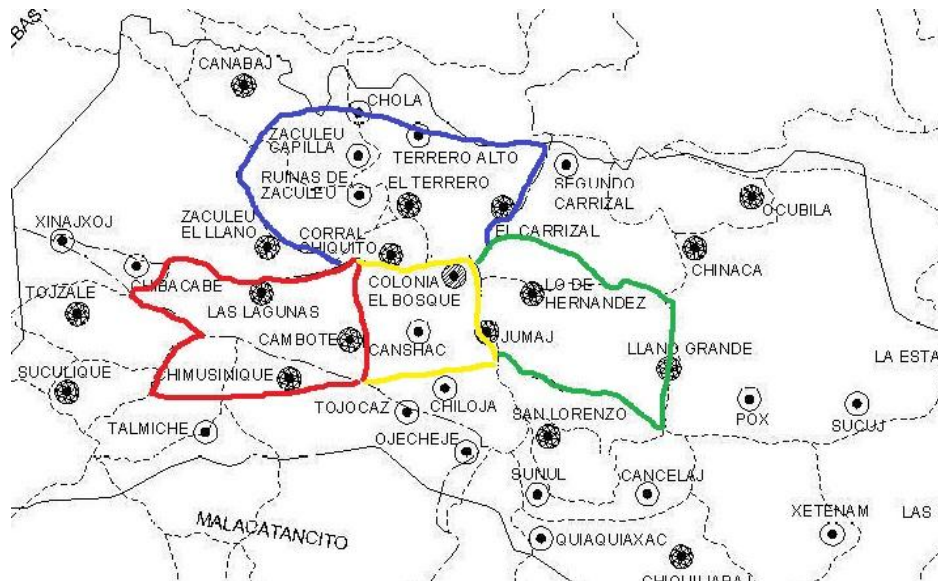 CANABAJ
CHOLA
ZACULEU
CAPILLA
TERRERO ALTO
RUINAS DE
ZACULEU
EL TERRERO
SEGUNDO
CARRIZAL
OCUBILA
XINAJXOJ
ZACULEU
EL LLANO
CORRAL
CHIQUITO
EL CARRIZAL
CHINACA
CHIBACABE
TOJZALE
LAS LAGUNAS
COLONIA
EL BOSQUE
LO DE
HERNANDEZ
CAMBOTE
CANSHAC
JUMAJ
LLANO GRANDE
LA ESTA
SUCULIQUE
CHIMUSINIQUE
CHILOJA
TOJOCAZ
SAN LORENZO
POX
SUCUJ
TALMICHE
OJECHEJE
SUNUL
CANCELAJ
MALACATANCITO
XETENAM
LAS
QUIAQUIAXAC